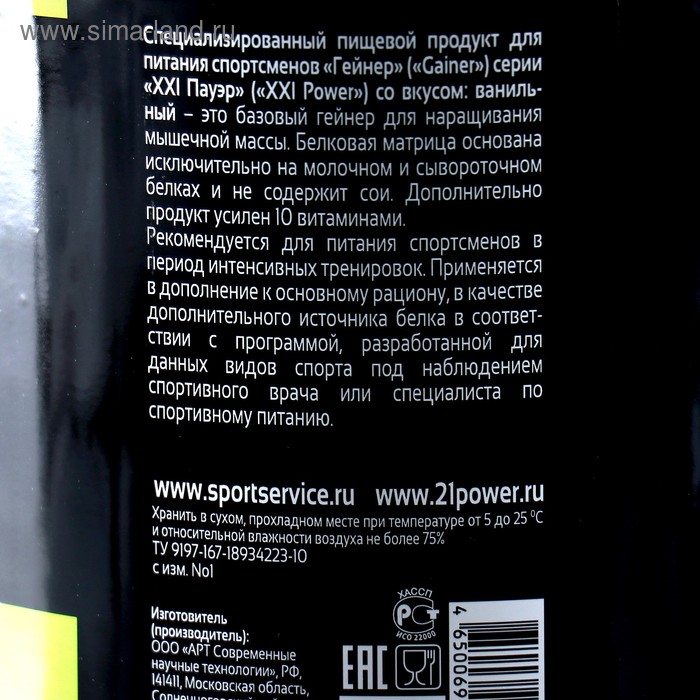 www.sima-land.ru
Специализированный пищевой продукт для
питания спортсменов «Гейнер» («Gainer») серии
«XXI Пауэр» («XXI Power») со вкусом: ваниль-
ный – это базовый гейнер для наращивания
мышечной массы. Белковая матрица основана
исключительно на молочном и сывороточном
белках и не содержит сои. Дополнительно
продукт усилен 10 витаминами.
Рекомендуется для питания спортсменов в
период интенсивных тренировок. Применяется
в дополнение к основному рациону, в качестве
дополнительного источника белка в соответ-
ствии с программой, разработанной для
данных видов спорта под наблюдением
спортивного врача или специалиста по
спортивному питанию.
www.sportservice.ru www.21power.ru
Хранить в сухом, прохладном месте при температуре от 5 до 25 ⁰С
и относительной влажности воздуха не более 75%
ТУ 9197-167-18934223-10
с изм. No1
ХАССП
РСТ
ИСО 22000
Изготовитель
(производитель):
ООО «АРТ Современные
научные технологии», РФ,
141411, Московская область,
Солнечногорский
EAC
4 650069